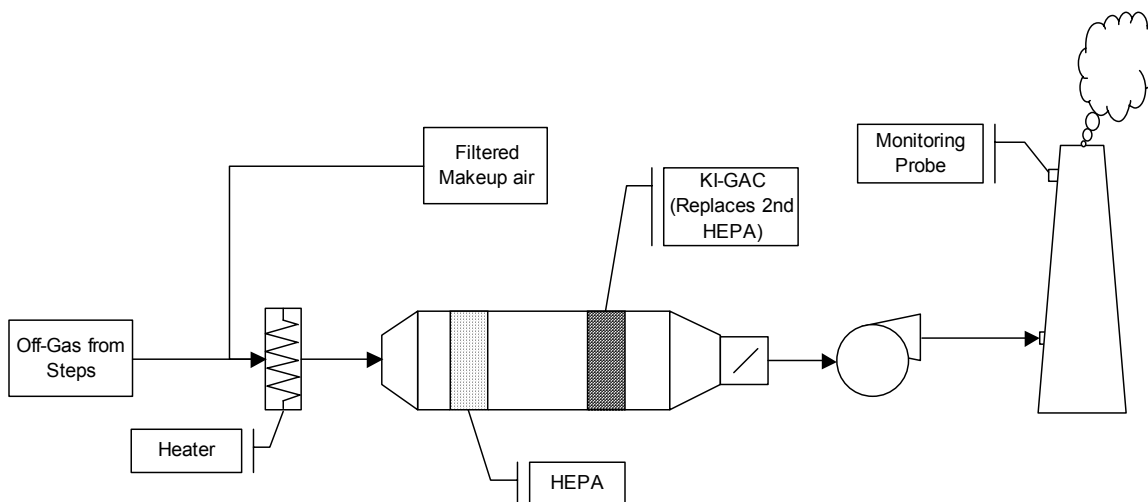 Filtered
Makeup air
KI-GAC
(Replaces 2nd
HEPA)
Monitoring
Probe
Off-Gas from
Steps
Heater
HEPA